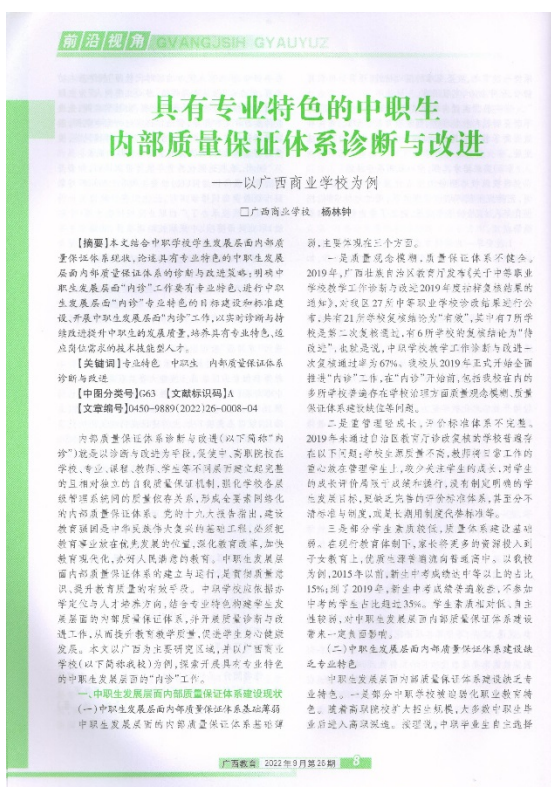 前沿视角 GVANGJSIH GYAUYUZ
具有专业特色的中职生
内部质量保证体系诊断与改进
——以广西商业学校为例
□广西商业学校 杨林钟
【摘要】本文结合中职学校学生发展层面内部质
量保证体系现状,论述具有专业特色的中职生发展
层面内部质量保证体系的诊断与改进策略:明确中
职生发展层面“内诊”工作要有专业特色、进行中职
生发展层面“内诊”专业特色的目标建设和标准建
设、开展中职生发展层面“内诊”工作,以实时诊断与持
续改进提升中职生的发展质量,培养具有专业特色、适
应岗位需求的技术技能型人才。
【关键词】专业特色 中职生 内部质量保证体系
诊断与改进
【中图分类号】G63 【文献标识码】A
【文章编号】0450-9889(2022)26-0008-04
内部质量保证体系诊断与改进(以下简称“内
诊”)就是以诊断与改进为手段,促使中、高职院校在
学校、专业、课程、教师、学生等不同层面建立起完整
的且相对独立的自我质量保证机制,强化学校各层
级管理系统间的质量依存关系,形成全要素网络化
的内部质量保证体系。党的十九大报告指出,建设
教育强国是中华民族伟大复兴的基础工程,必须把
教育事业放在优先发展的位置,深化教育改革,加快
教育现代化,办好人民满意的教育。中职生发展层
面内部质量保证体系的建立与运行,是贯彻质量意
识、提升教育质量的有效手段。中职学校应依据办
学定位与人才培养方向,结合专业特色构建学生发
展层面的内部质量保证体系,并开展质量诊断与改
进工作,从而提升教育教学质量,促进学生身心健康
发展。本文以广西为主要研究区域,并以广西商业
学校(以下简称我校)为例,探索开展具有专业特色
的中职生发展层面的“内诊”工作。
一、中职生发展层面内部质量保证体系建设现状
(一)中职生发展层面内部质量保证体系基础薄弱
中职生发展层面的内部质量保证体系基础薄
弱,主要体现在三个方面。
一是质量观念模糊,质量保证体系不健全。
2019年,广西壮族自治区教育厅发布《关于中等职业
学校教学工作诊断与改进2019年度抽样复核结果的
通知》,对我区27所中等职业学校诊改结果进行公
布,共有21所学校复核结论为“有效”,其中有7所学
校是第二次复核通过,有6所学校的复核结论为“待
改进”,也就是说,中职学校教学工作诊断与改进一
次复核通过率为67%。我校从2019年正式开始全面
推进“内诊”工作,在“内诊”开始前,包括我校在内的
多所学校普遍存在学校治理方面质量观念模糊、质量
保证体系建设缺位等问题。
二是重管理轻成长,评价标准体系不完整。
2019年未通过自治区教育厅诊改复核的学校普遍存
在以下问题:学校生源质量不高,教师将日常工作的
重心放在管理学生上,较少关注学生的成长,对学生
的成长评价局限于成绩和操行,没有制定明确的学
生发展目标,更缺乏完善的评价标准体系,甚至分不
清标准与制度,或是长期用制度代替标准等。
三是部分学生素质较低,质量体系建设基础
弱。在现行教育体制下,家长将更多的资源投入到
子女教育上,优质生源普遍流向普通高中。以我校
为例,2015年以前,新生中考成绩达中等以上的占比
15%;到了2019年,新生中考成绩普遍较差,不参加
中考的学生占比超过35%。学生素质相对低、自主
性较弱,对中职生发展层面内部质量保证体系建设
带来一定负面影响。
(二)中职生发展层面内部质量保证体系建设缺
乏专业特色
中职生发展层面内部质量保证体系建设缺乏专
业特色。一是部分中职学校被迫弱化职业教育特
色。随着高职院校扩大招生规模,大多数中职毕业
业后进入高职深造。按理说,中职毕业生自主选择
广西教育 2022年9月第26期 8